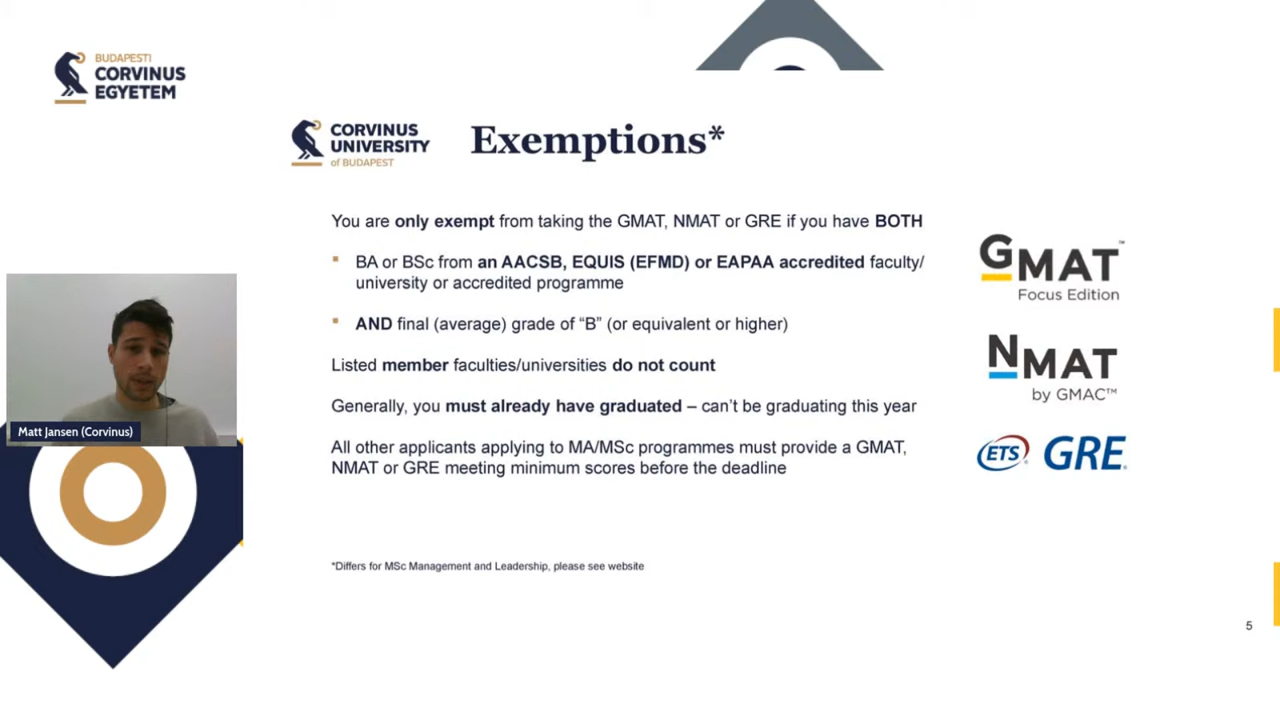 BUDAPESTI
CORVINUS
EGYETEM
CORVINUS
UNIVERSITY
of BUDAPEST
Exemptions*
You are only exempt from taking the GMAT, NMAT or GRE if you have BOTH
▪ BA or BSc from an AACSB, EQUIS (EFMD) or EAPAA accredited faculty/
university or accredited programme
▪ AND final (average) grade of “B” (or equivalent or higher)
Listed member faculties/universities do not count
Generally, you must already have graduated – can’t be graduating this year
All other applicants applying to MA/MSc programmes must provide a GMAT,
NMAT or GRE meeting minimum scores before the deadline
*Differs for MSc Management and Leadership, please see website
GMAT™
Focus Edition
NMAT
by GMAC™
ETS GRE
Matt Jansen (Corvinus)
5